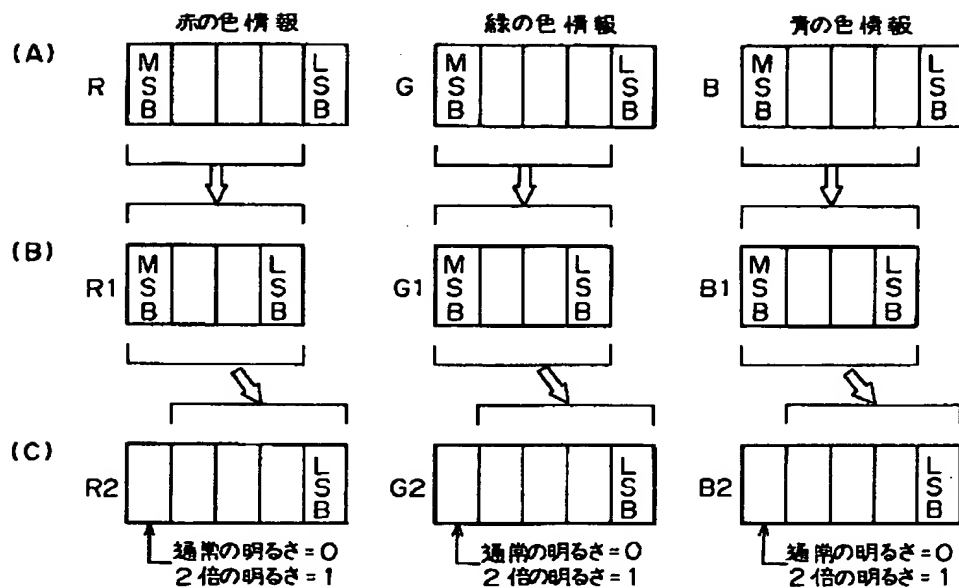 赤の色情報 緑の色情報 青の色情報
(A)
R MSB LSB G MSB LSB B MSB LSB
(B)
R1 MSB LSB G1 MSB LSB B1 MSB LSB
(C)
R2 LSB G2 LSB B2 LSB
通常の明るさ=0 通常の明るさ=0 通常の明るさ=0
2倍の明るさ=1 2倍の明るさ=1 2倍の明るさ=1